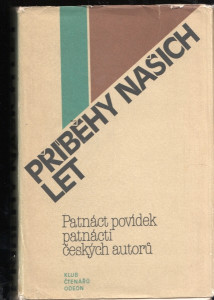 PŘÍBĚHY NAŠICH
LET
Patnáct povídek
patnácti
českých autorů
KLUB
ČTENÁŘŮ
ODEON